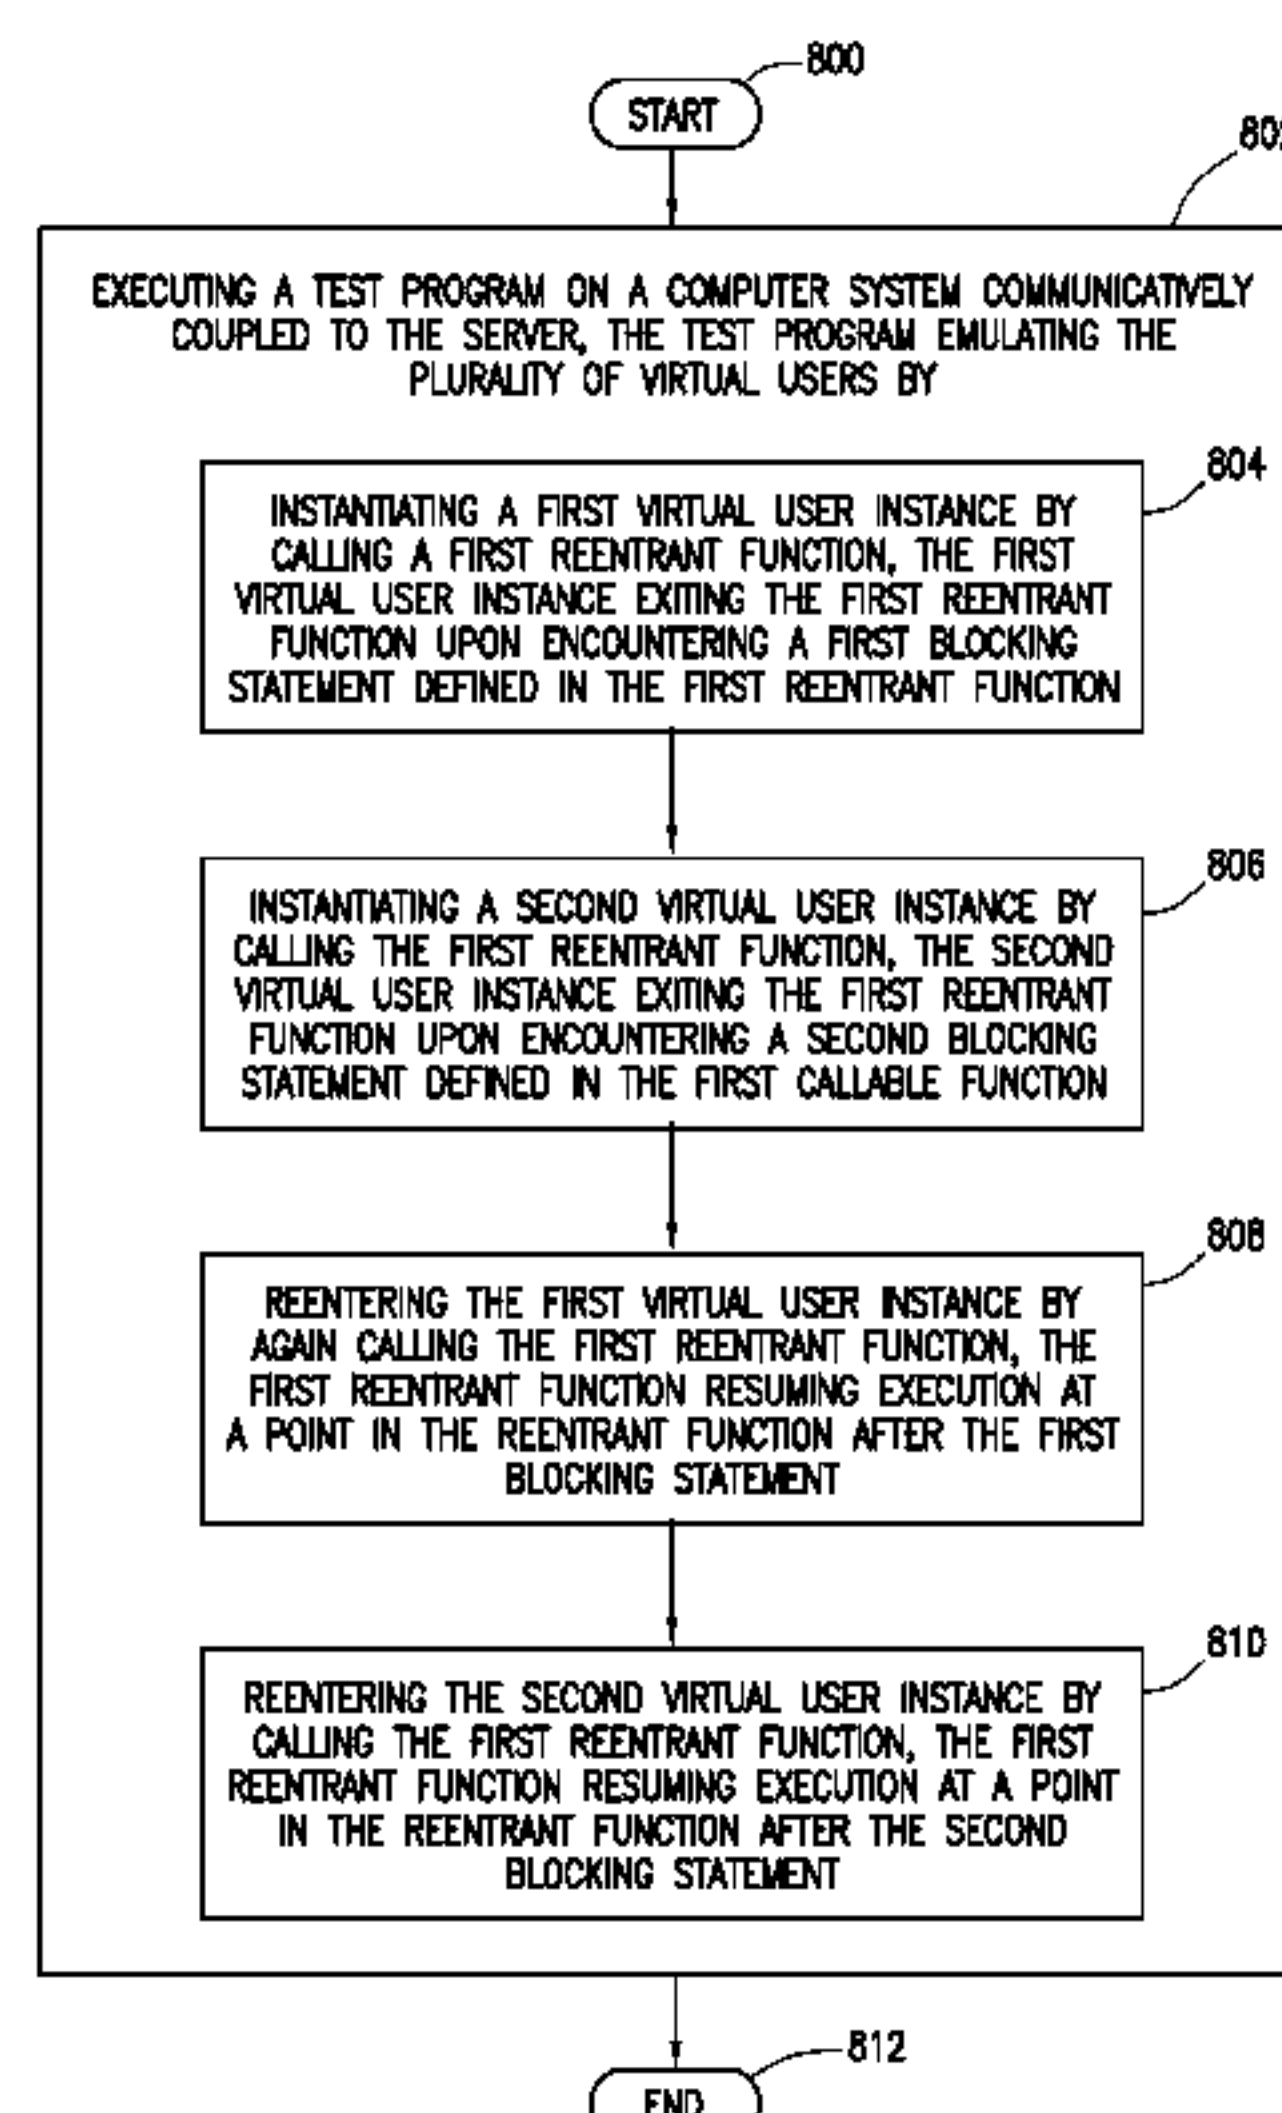 800
START
EXECUTING A TEST PROGRAM ON A COMPUTER SYSTEM COMMUNICATIVELY
COUPLED TO THE SERVER, THE TEST PROGRAM EMULATING THE
PLURALITY OF VIRTUAL USERS BY
804
INSTANTIATING A FIRST VIRTUAL USER INSTANCE BY
CALLING A FIRST REENTRANT FUNCTION, THE FIRST
VIRTUAL USER INSTANCE EXITING THE FIRST REENTRANT
FUNCTION UPON ENCOUNTERING A FIRST BLOCKING
STATEMENT DEFINED IN THE FIRST REENTRANT FUNCTION
806
INSTANTIATING A SECOND VIRTUAL USER INSTANCE BY
CALLING THE FIRST REENTRANT FUNCTION, THE SECOND
VIRTUAL USER INSTANCE EXITING THE FIRST REENTRANT
FUNCTION UPON ENCOUNTERING A SECOND BLOCKING
STATEMENT DEFINED IN THE FIRST CALLABLE FUNCTION
808
REENTERING THE FIRST VIRTUAL USER INSTANCE BY
AGAIN CALLING THE FIRST REENTRANT FUNCTION, THE
FIRST REENTRANT FUNCTION RESUMING EXECUTION AT
A POINT IN THE REENTRANT FUNCTION AFTER THE FIRST
BLOCKING STATEMENT
810
REENTERING THE SECOND VIRTUAL USER INSTANCE BY
CALLING THE FIRST REENTRANT FUNCTION, THE FIRST
REENTRANT FUNCTION RESUMING EXECUTION AT A POINT
IN THE REENTRANT FUNCTION AFTER THE SECOND
BLOCKING STATEMENT
812
END